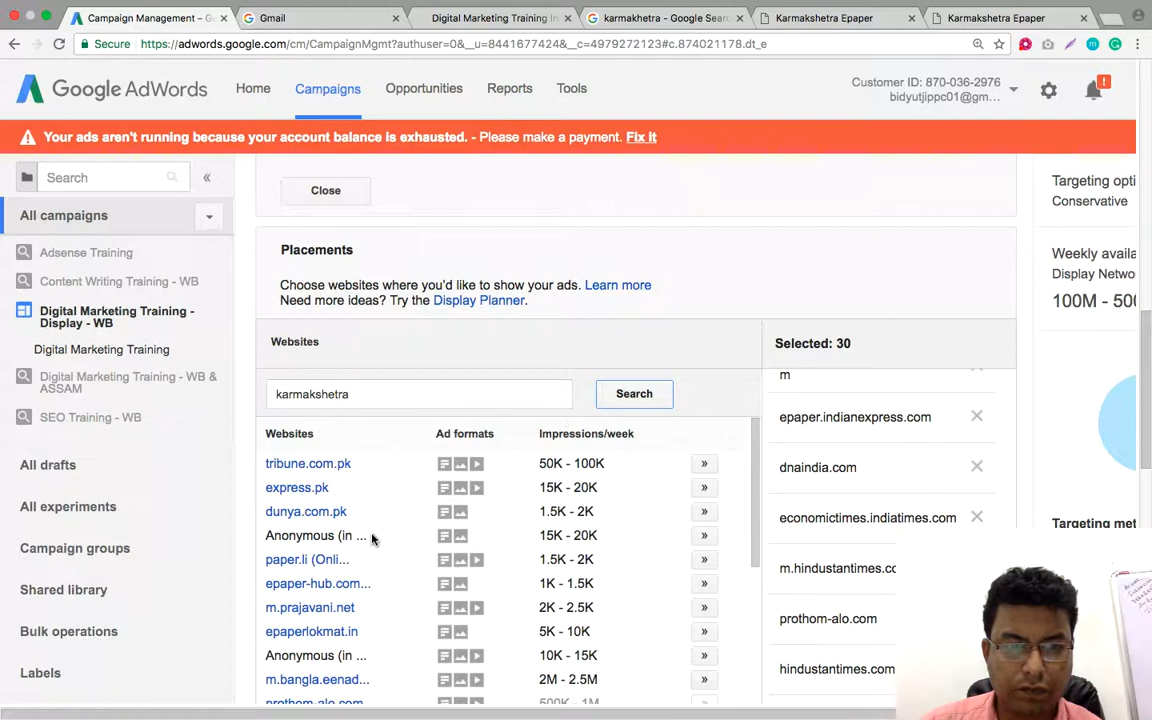 Campaign Management – G
Gmail
Digital Marketing Training In
karmakhetra - Google Sear
Karmakshetra Epaper
Karmakshetra Epaper
Secure
https://adwords.google.com/cm/CampaignMgmt?authuser=0&__u=8441677424&__c=4979272123#c.874021178.dt_e
Google AdWords
Home
Campaigns
Opportunities
Reports
Tools
Customer ID: 870-036-2976
bidyutjippc01@gm...
Your ads aren't running because your account balance is exhausted. - Please make a payment. Fix it
Search
«
All campaigns
Adsense Training
Content Writing Training - WB
Digital Marketing Training -
Display - WB
Digital Marketing Training
Digital Marketing Training - WB &
ASSAM
SEO Training - WB
All drafts
All experiments
Campaign groups
Shared library
Bulk operations
Labels
Close
Placements
Choose websites where you'd like to show your ads. Learn more
Need more ideas? Try the Display Planner.
Websites
karmakshetra
Search
Websites Ad formats Impressions/week
tribune.com.pk 50K - 100K »
express.pk 15K - 20K »
dunya.com.pk 1.5K - 2K »
Anonymous (in ... 15K - 20K »
paper.li (Onli... 1.5K - 2K »
epaper-hub.com... 1K - 1.5K »
m.prajavani.net 2K - 2.5K »
epaperlokmat.in 5K - 10K »
Anonymous (in ... 10K - 15K »
m.bangla.eenad... 2M - 2.5M »
prothom-alo.com 500K - 1M
Selected: 30
m
epaper.indianexpress.com
dnaindia.com
economictimes.indiatimes.com
m.hindustantimes.co
prothom-alo.com
hindustantimes.com
Targeting opti
Conservative
Weekly availa
Display Netwo
100M - 500
Targeting met